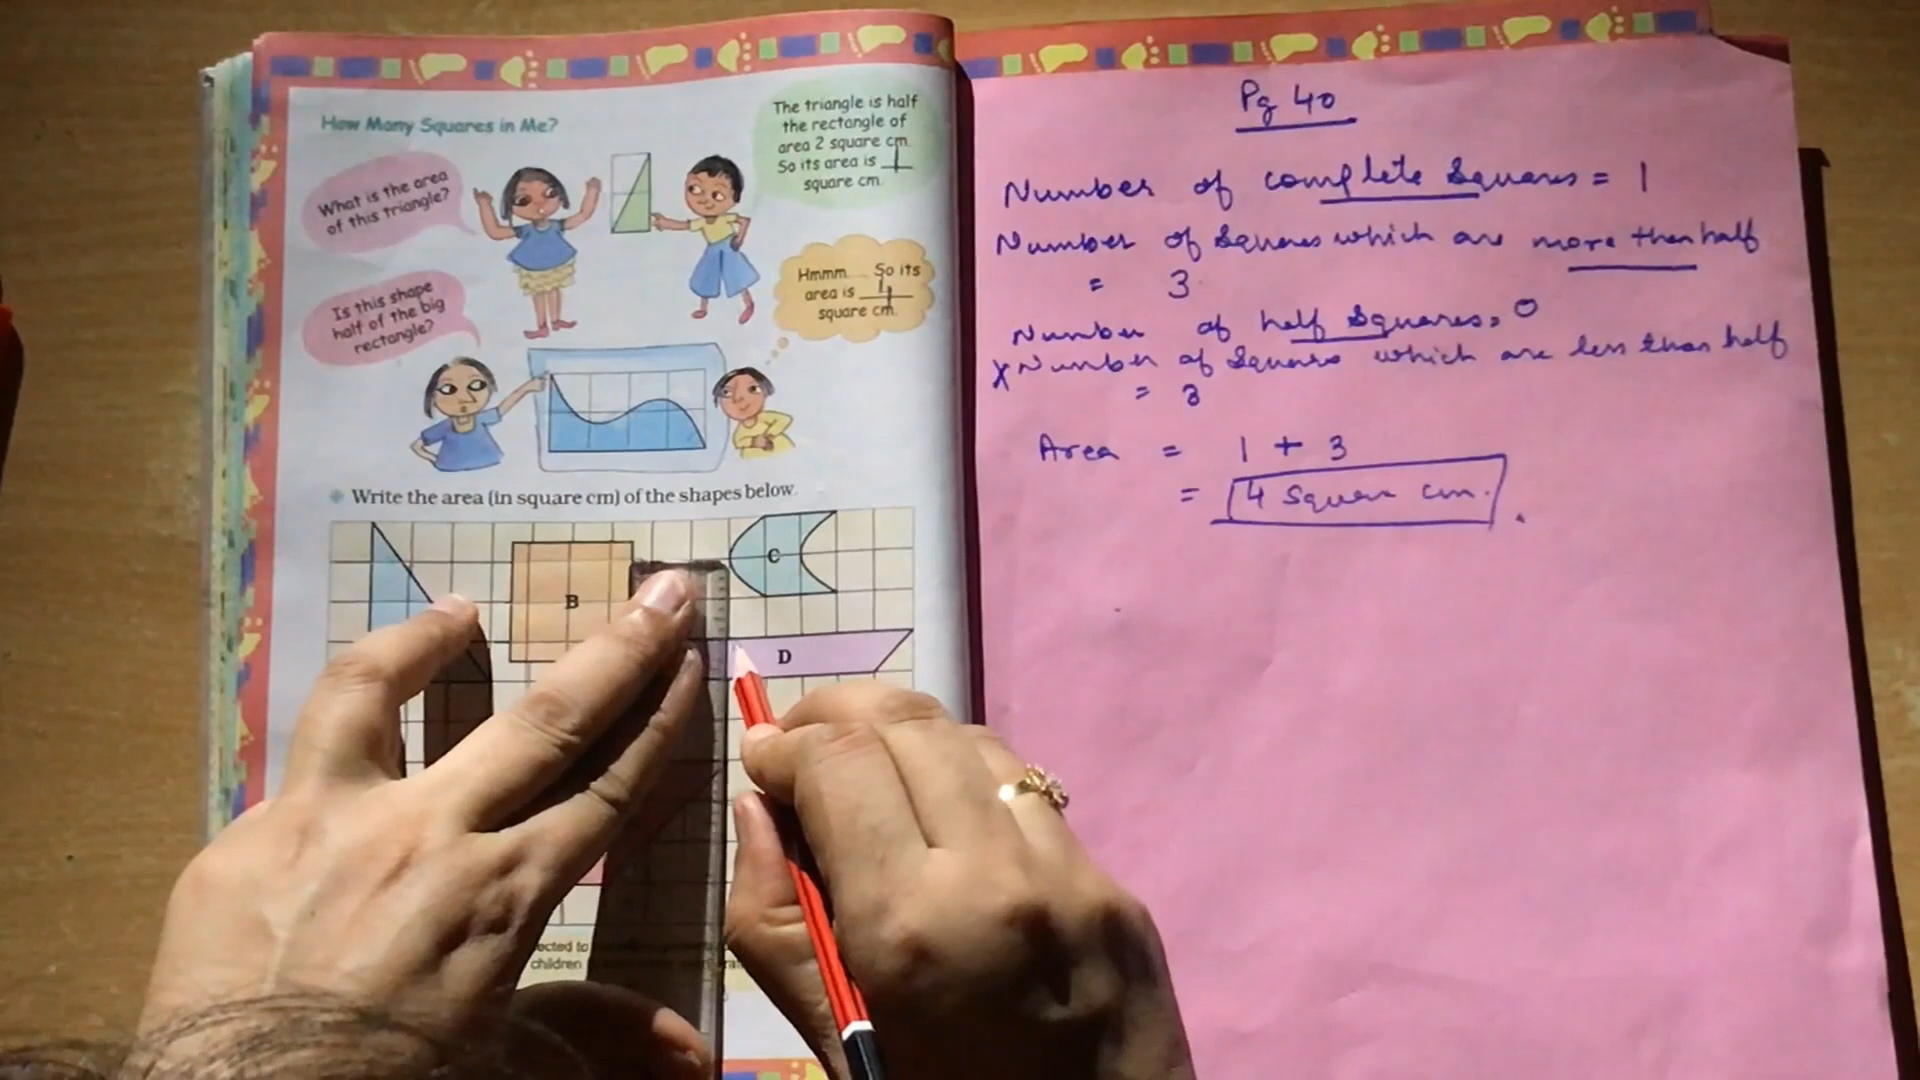 How Many Squares in Me?
The triangle is half
the rectangle of
area 2 square cm.
So its area is 1
square cm.
What is the area
of this triangle?
Hmmm.... So its
area is 4
square cm.
Is this shape
half of the big
rectangle?
Write the area (in square cm) of the shapes below.
C
B
D
ected to
children
Pg 40
Number of complete Squares = 1
Number of Squares which are more then half
= 3
Number of half Squares = 0
x Number of Squares which are less than half
= 3
Area = 1 + 3
= 4 Square cm.